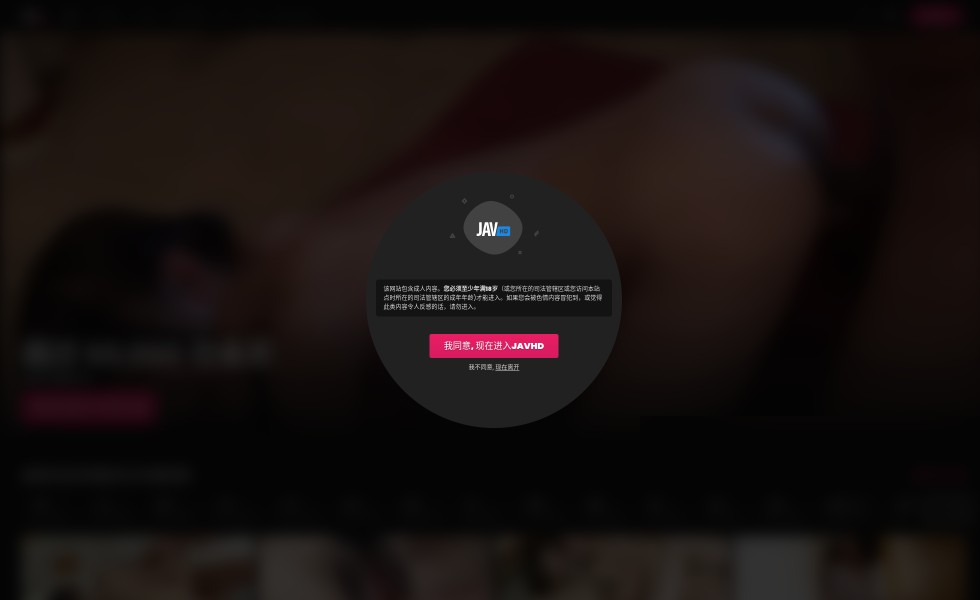 JAV HD
该网站包含成人内容。您必须至少年满18岁（或您所在的司法管辖区或您访问本站
点时所在的司法管辖区的成年年龄)才能进入。如果您会被色情内容冒犯到，或觉得
此类内容令人反感的话，请勿进入。
我同意, 现在进入JAVHD
我不同意, 现在离开